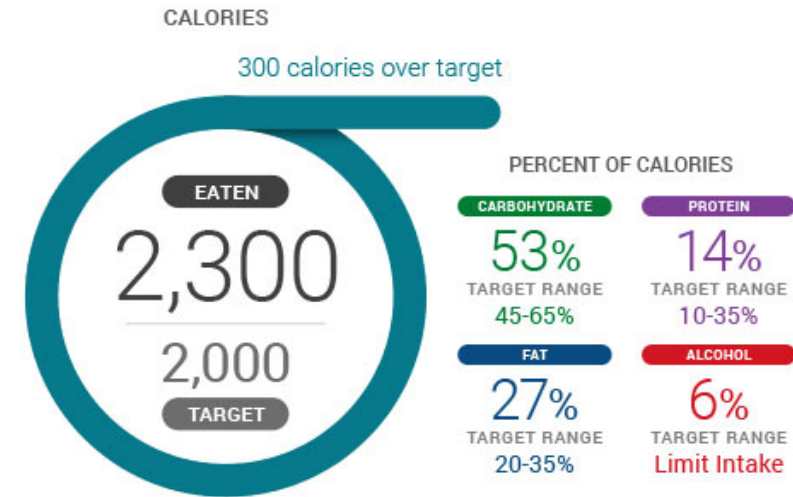 CALORIES
300 calories over target
EATEN
2,300
2,000
TARGET
PERCENT OF CALORIES
CARBOHYDRATE
53%
TARGET RANGE
45-65%
PROTEIN
14%
TARGET RANGE
10-35%
FAT
27%
TARGET RANGE
20-35%
ALCOHOL
6%
TARGET RANGE
Limit Intake